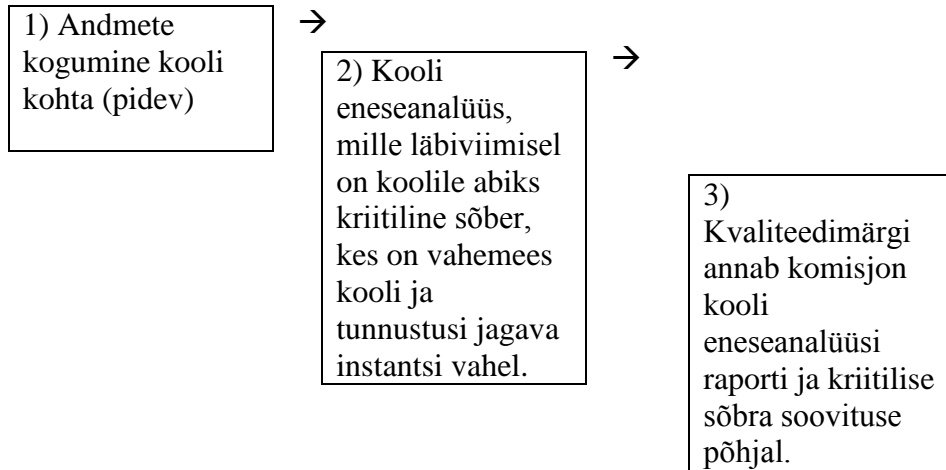 1) Andmete
kogumine kooli
kohta (pidev)
→
2) Kooli
eneseanalüüs,
mille läbiviimisel
on koolile abiks
kriitiline sõber,
kes on vahemees
kooli ja
tunnustusi jagava
instantsi vahel.
→
3)
Kvaliteedimärgi
annab komisjon
kooli
eneseanalüüsi
raporti ja kriitilise
sõbra soovituse
põhjal.